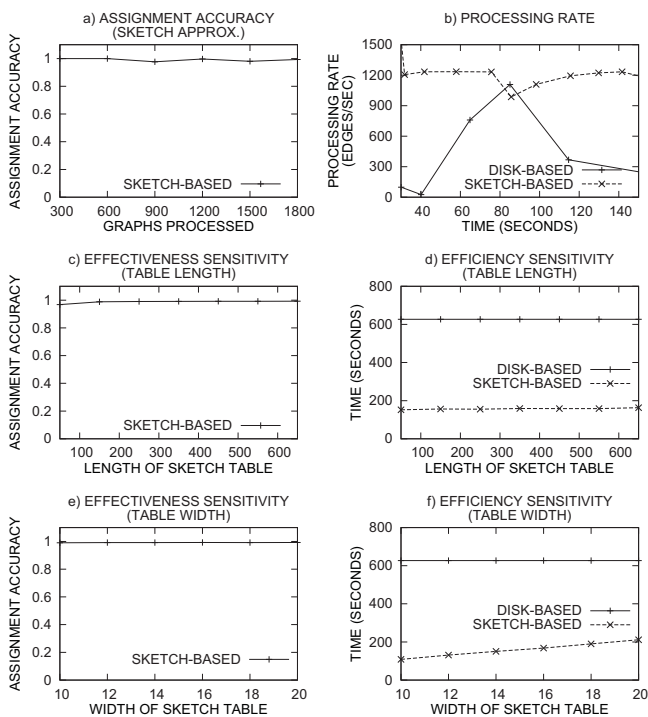 a) ASSIGNMENT ACCURACY
(SKETCH APPROX.)
ASSIGNMENT ACCURACY
1
0.8
0.6
0.4
0.2
0
SKETCH-BASED
300 600 900 1200 1500 1800
GRAPHS PROCESSED
b) PROCESSING RATE
PROCESSING RATE
(EDGES/SEC)
1500
1200
900
600
300
0
DISK-BASED
SKETCH-BASED
40 60 80 100 120 140
TIME (SECONDS)
c) EFFECTIVENESS SENSITIVITY
(TABLE LENGTH)
ASSIGNMENT ACCURACY
1
0.8
0.6
0.4
0.2
0
SKETCH-BASED
100 200 300 400 500 600
LENGTH OF SKETCH TABLE
d) EFFICIENCY SENSITIVITY
(TABLE LENGTH)
TIME (SECONDS)
800
600
400
200
0
DISK-BASED
SKETCH-BASED
100 200 300 400 500 600
LENGTH OF SKETCH TABLE
e) EFFECTIVENESS SENSITIVITY
(TABLE WIDTH)
ASSIGNMENT ACCURACY
1
0.8
0.6
0.4
0.2
0
SKETCH-BASED
10 12 14 16 18 20
WIDTH OF SKETCH TABLE
f) EFFICIENCY SENSITIVITY
(TABLE WIDTH)
TIME (SECONDS)
800
600
400
200
0
DISK-BASED
SKETCH-BASED
10 12 14 16 18 20
WIDTH OF SKETCH TABLE